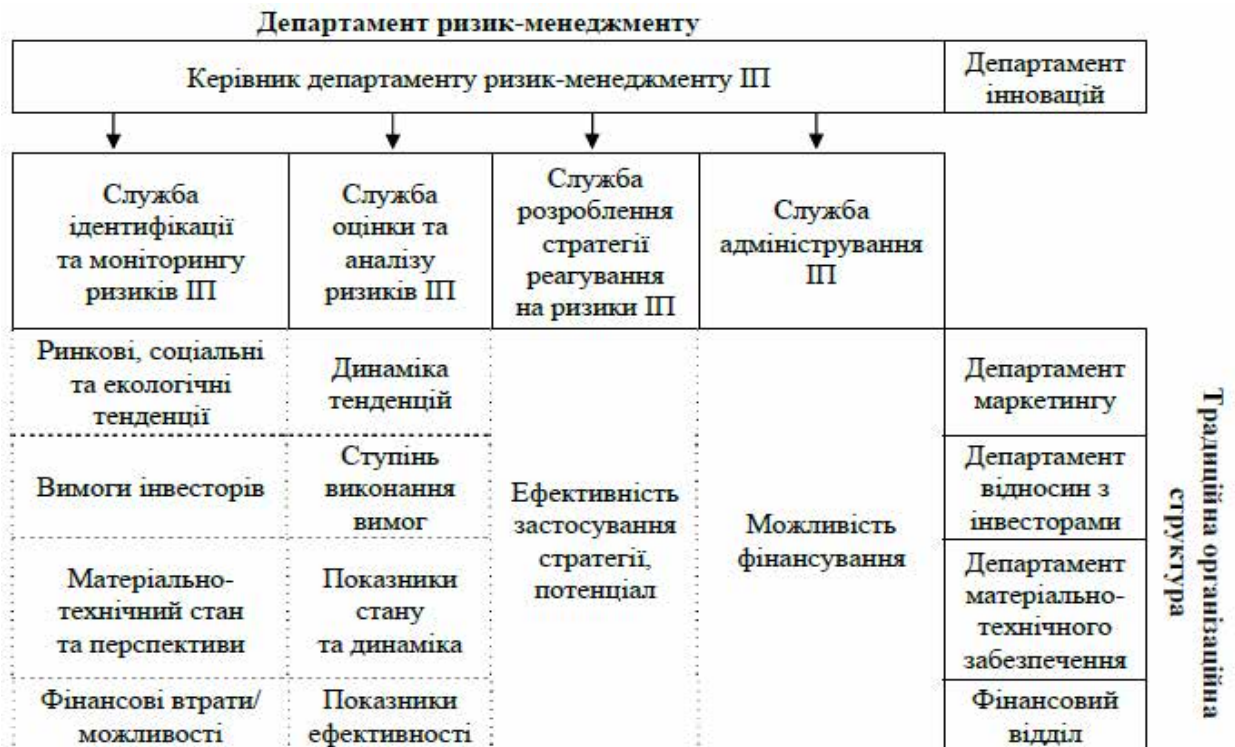 Департамент ризик-менеджменту
Керівник департаменту ризик-менеджменту ІП
Департамент
інновацій
Служба
ідентифікації
та моніторингу
ризиків ІП
Служба
оцінки та
аналізу
ризиків ІП
Служба
розроблення
стратегії
реагування
на ризики ІП
Служба
адміністрування
ІП
Ринкові, соціальні
та екологічні
тенденції
Динаміка
тенденцій
Департамент
маркетингу
Вимоги інвесторів
Ступінь
виконання
вимог
Ефективність
застосування
стратегії,
потенціал
Можливість
фінансування
Департамент
відносин з
інвесторами
Матеріально-
технічний стан
та перспективи
Показники
стану
та динаміка
Департамент
матеріально-
технічного
забезпечення
Фінансові втрати/
можливості
Показники
ефективності
Фінансовий
відділ
Традиційна організаційна
структура